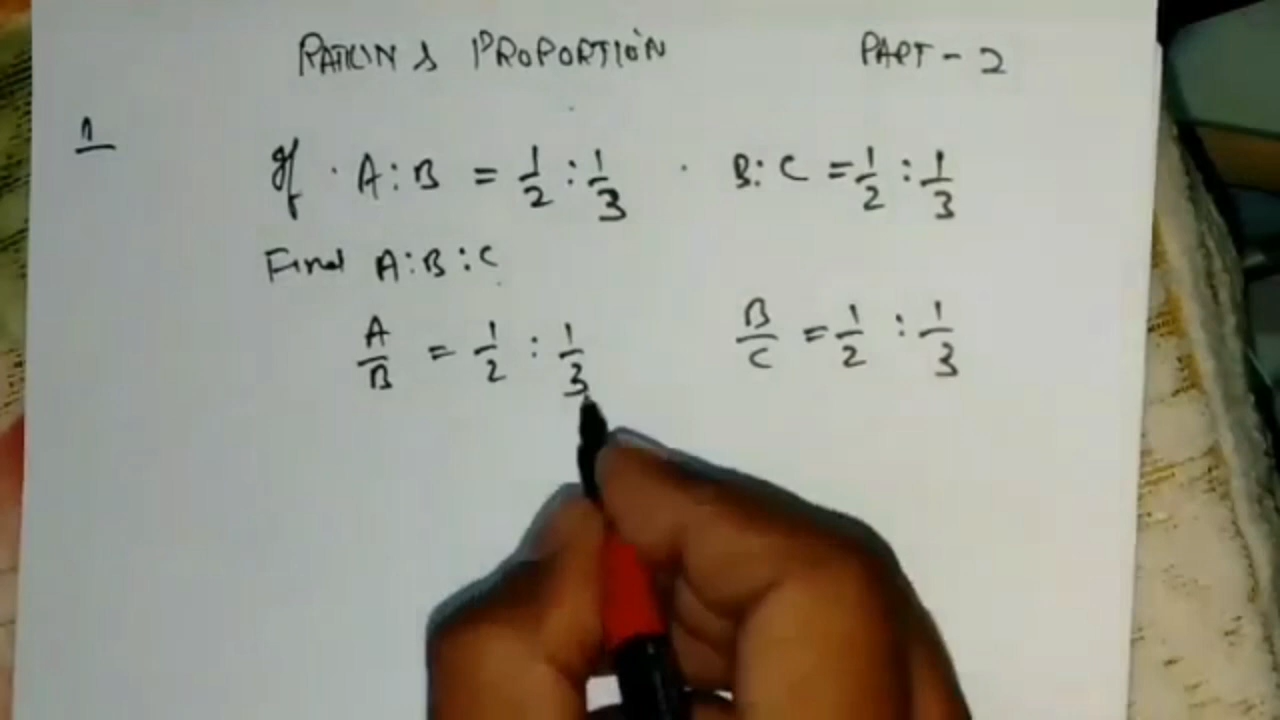 RATION & PROPORTION PART - 2
1 If A:B = 1/2 : 1/3 B:C = 1/2 : 1/3
Find A:B:C
A/B = 1/2 : 1/3 B/C = 1/2 : 1/3